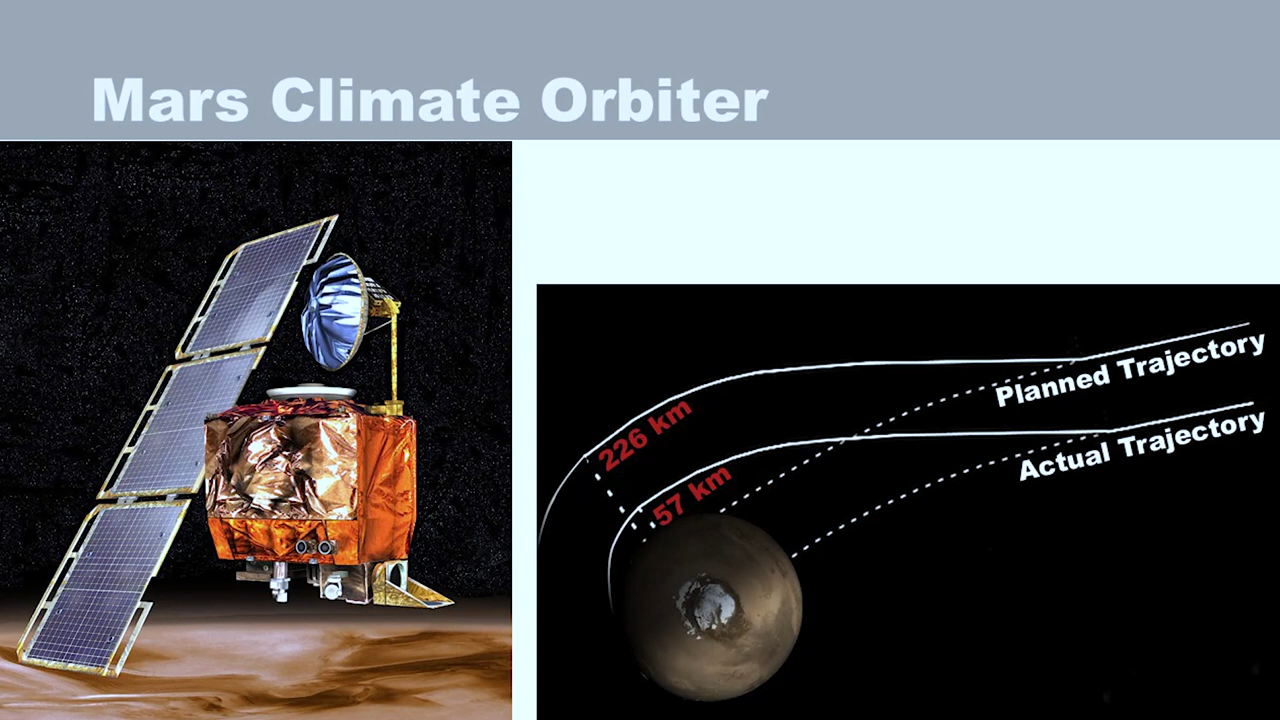 Mars Climate Orbiter
Planned Trajectory
226 km
Actual Trajectory
57 km